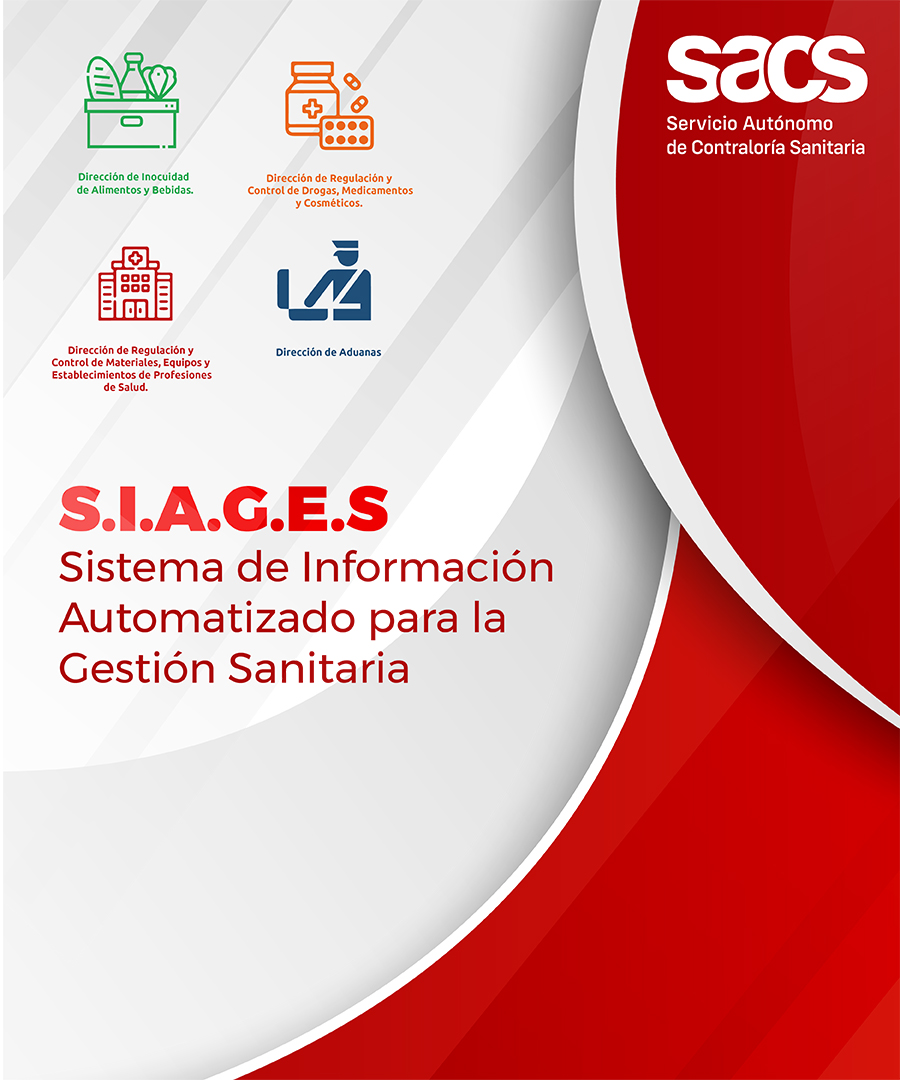 sacs
Servicio Autónomo
de Contraloría Sanitaria
Dirección de Inocuidad
de Alimentos y Bebidas.
Dirección de Regulación y
Control de Drogas, Medicamentos
y Cosméticos.
Dirección de Regulación y
Control de Materiales, Equipos y
Establecimientos de Profesiones
de Salud.
Dirección de Aduanas
S.I.A.G.E.S
Sistema de Información
Automatizado para la
Gestión Sanitaria